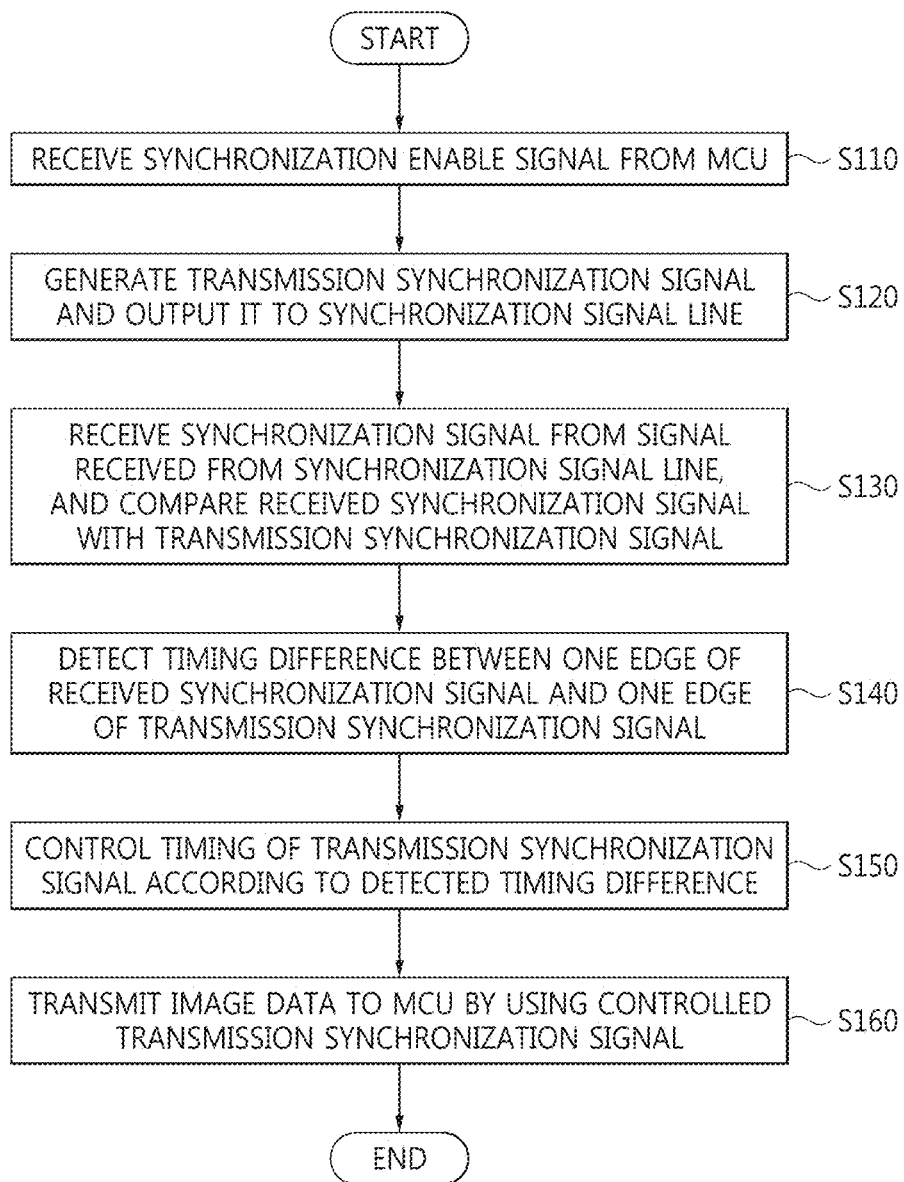 START
RECEIVE SYNCHRONIZATION ENABLE SIGNAL FROM MCU
S110
GENERATE TRANSMISSION SYNCHRONIZATION SIGNAL
AND OUTPUT IT TO SYNCHRONIZATION SIGNAL LINE
S120
RECEIVE SYNCHRONIZATION SIGNAL FROM SIGNAL
RECEIVED FROM SYNCHRONIZATION SIGNAL LINE,
AND COMPARE RECEIVED SYNCHRONIZATION SIGNAL
WITH TRANSMISSION SYNCHRONIZATION SIGNAL
S130
DETECT TIMING DIFFERENCE BETWEEN ONE EDGE OF
RECEIVED SYNCHRONIZATION SIGNAL AND ONE EDGE
OF TRANSMISSION SYNCHRONIZATION SIGNAL
S140
CONTROL TIMING OF TRANSMISSION SYNCHRONIZATION
SIGNAL ACCORDING TO DETECTED TIMING DIFFERENCE
S150
TRANSMIT IMAGE DATA TO MCU BY USING CONTROLLED
TRANSMISSION SYNCHRONIZATION SIGNAL
S160
END